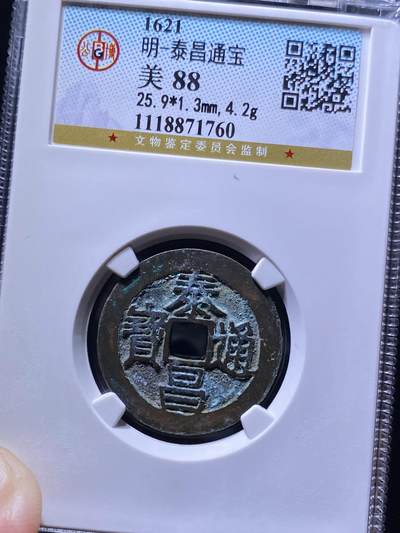 1621
明-泰昌通宝
美 88
25.9*1.3mm, 4.2g
1118871760
★ 文物鉴定委员会监制 ★
泰昌通寳